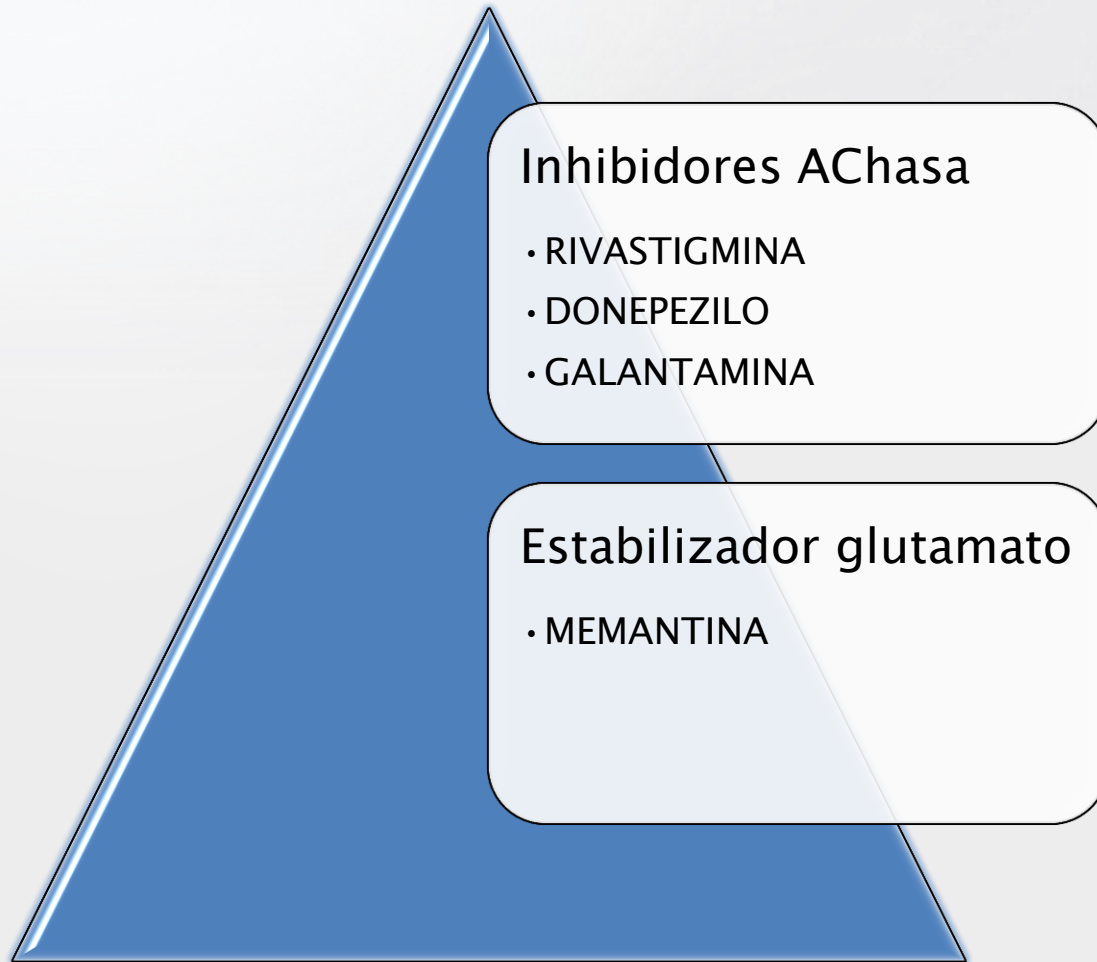 Inhibidores AChasa
• RIVASTIGMINA
• DONEPEZILO
• GALANTAMINA
Estabilizador glutamato
• MEMANTINA